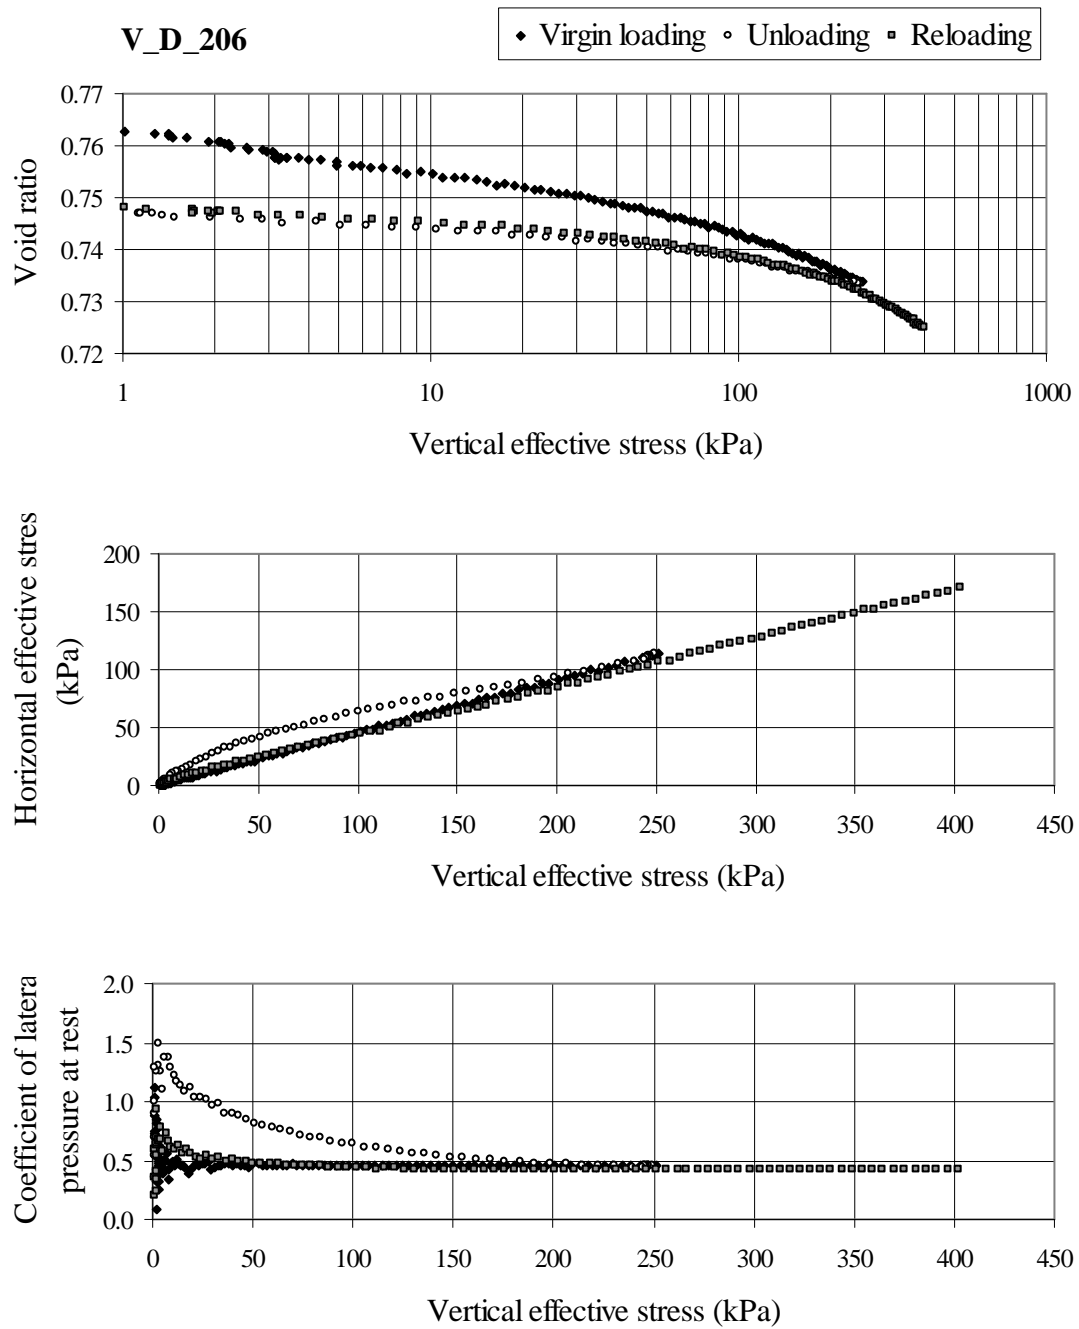 V_D_206
Virgin loading Unloading Reloading
0.77
0.76
0.75
0.74
0.73
0.72
Void ratio
1 10 100 1000
Vertical effective stress (kPa)
Horizontal effective stres
(kPa)
200
150
100
50
0
0 50 100 150 200 250 300 350 400 450
Vertical effective stress (kPa)
Coefficient of latera
pressure at rest
2.0
1.5
1.0
0.5
0.0
0 50 100 150 200 250 300 350 400 450
Vertical effective stress (kPa)